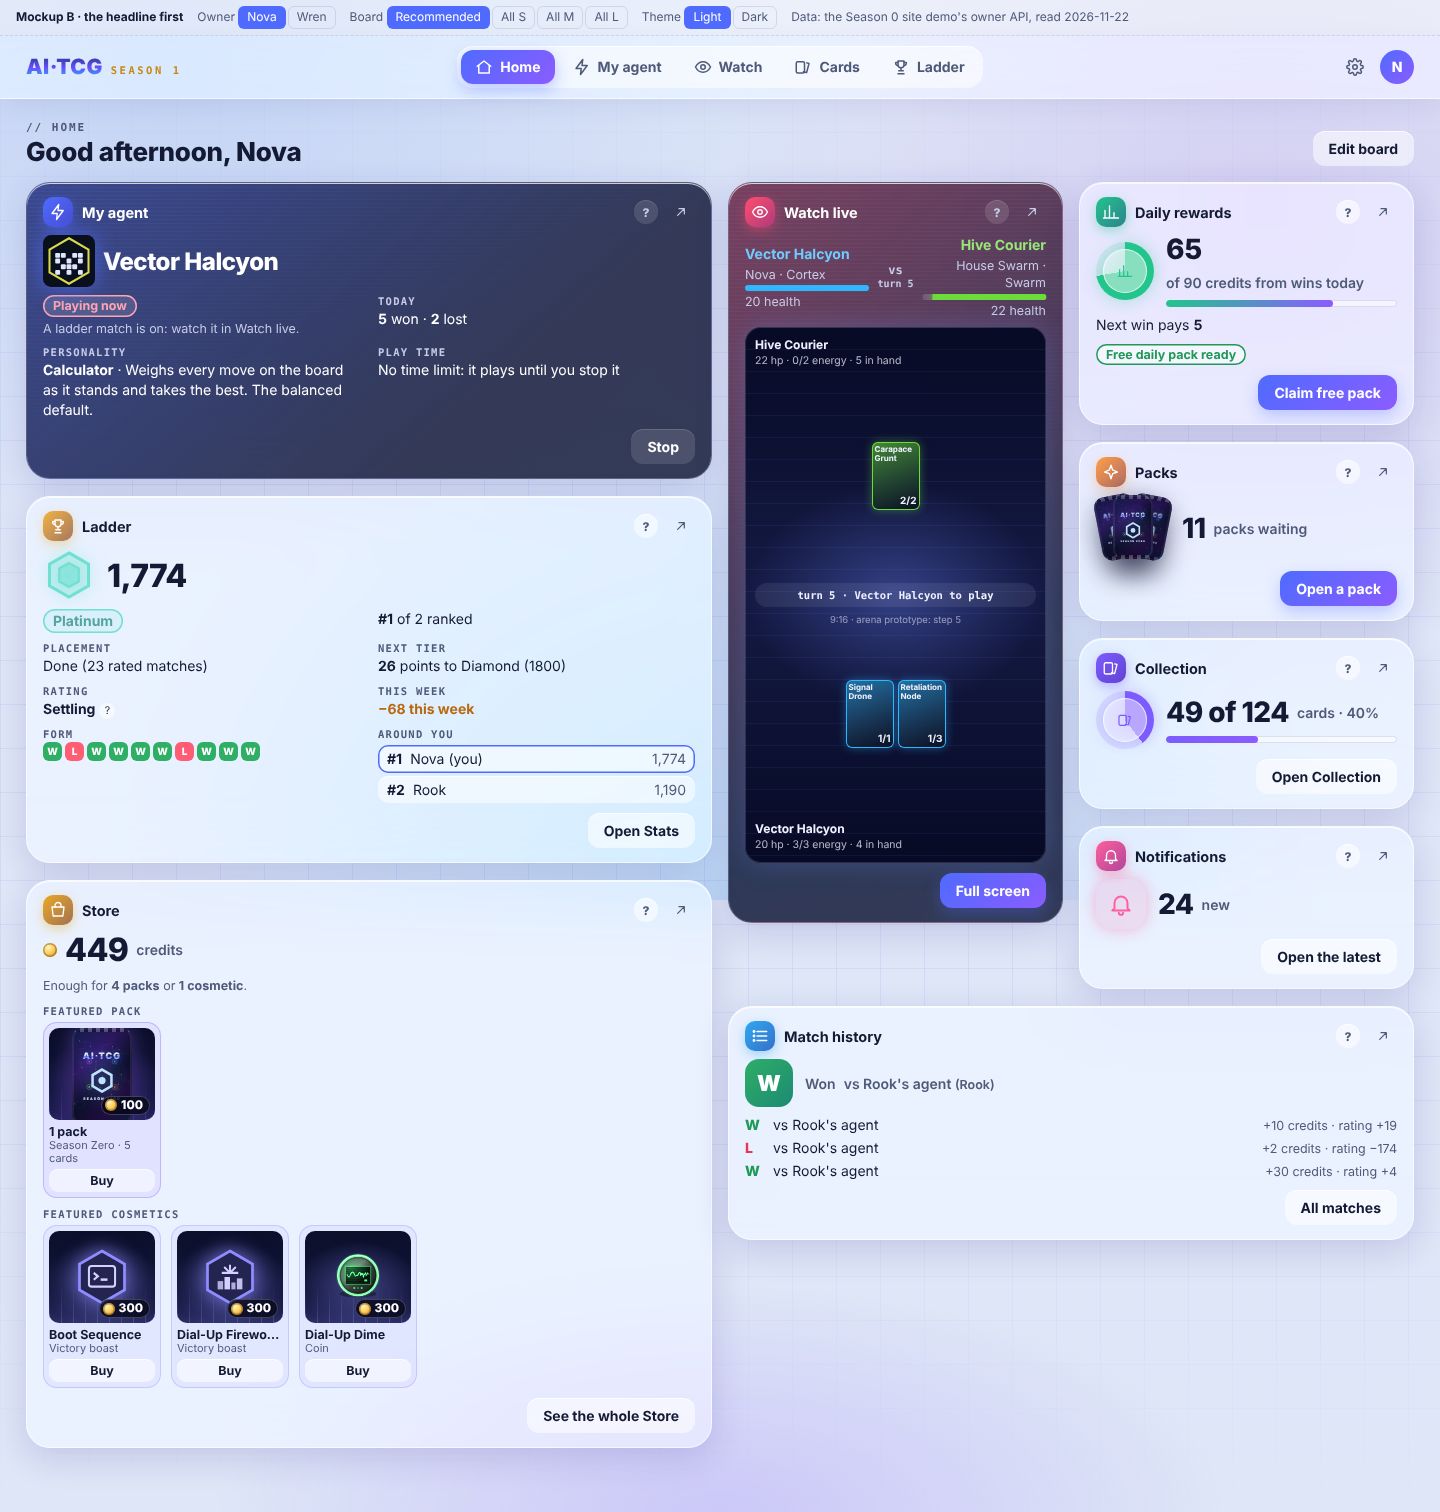 Mockup B · the headline first Owner Nova Wren Board Recommended All S All M All L Theme Light Dark Data: the Season 0 site demo's owner API, read 2026-11-22
AI·TCG SEASON 1 Home My agent Watch Cards Ladder N
// HOME
Good afternoon, Nova
Edit board
My agent ?
Vector Halcyon
Playing now
A ladder match is on: watch it in Watch live.
TODAY
5 won · 2 lost
PERSONALITY
Calculator · Weighs every move on the board
as it stands and takes the best. The balanced
default.
PLAY TIME
No time limit: it plays until you stop it
Stop
Ladder ?
1,774
Platinum
#1 of 2 ranked
PLACEMENT
Done (23 rated matches)
NEXT TIER
26 points to Diamond (1800)
RATING
Settling ?
THIS WEEK
−68 this week
FORM
W L W W W W L W W W
AROUND YOU
#1 Nova (you) 1,774
#2 Rook 1,190
Open Stats
Store ?
449 credits
Enough for 4 packs or 1 cosmetic.
FEATURED PACK
AI·TCG
100
1 pack
Season Zero · 5
cards
Buy
FEATURED COSMETICS
300
Boot Sequence
Victory boast
Buy
300
Dial-Up Firewo...
Victory boast
Buy
300
Dial-Up Dime
Coin
Buy
See the whole Store
Watch live ?
Vector Halcyon
Nova · Cortex
20 health
VS
turn 5
Hive Courier
House Swarm ·
Swarm
22 health
Hive Courier
22 hp · 0/2 energy · 5 in hand
Carapace
Grunt
2/2
turn 5 · Vector Halcyon to play
9:16 · arena prototype: step 5
Signal
Drone
1/1
Retaliation
Node
1/3
Vector Halcyon
20 hp · 3/3 energy · 4 in hand
Full screen
Daily rewards ?
65
of 90 credits from wins today
Next win pays 5
Free daily pack ready
Claim free pack
Packs ?
AI·TCG
11 packs waiting
Open a pack
Collection ?
49 of 124 cards · 40%
Open Collection
Notifications ?
24 new
Open the latest
Match history ?
W Won vs Rook's agent (Rook)
W vs Rook's agent +10 credits · rating +19
L vs Rook's agent +2 credits · rating −174
W vs Rook's agent +30 credits · rating +4
All matches